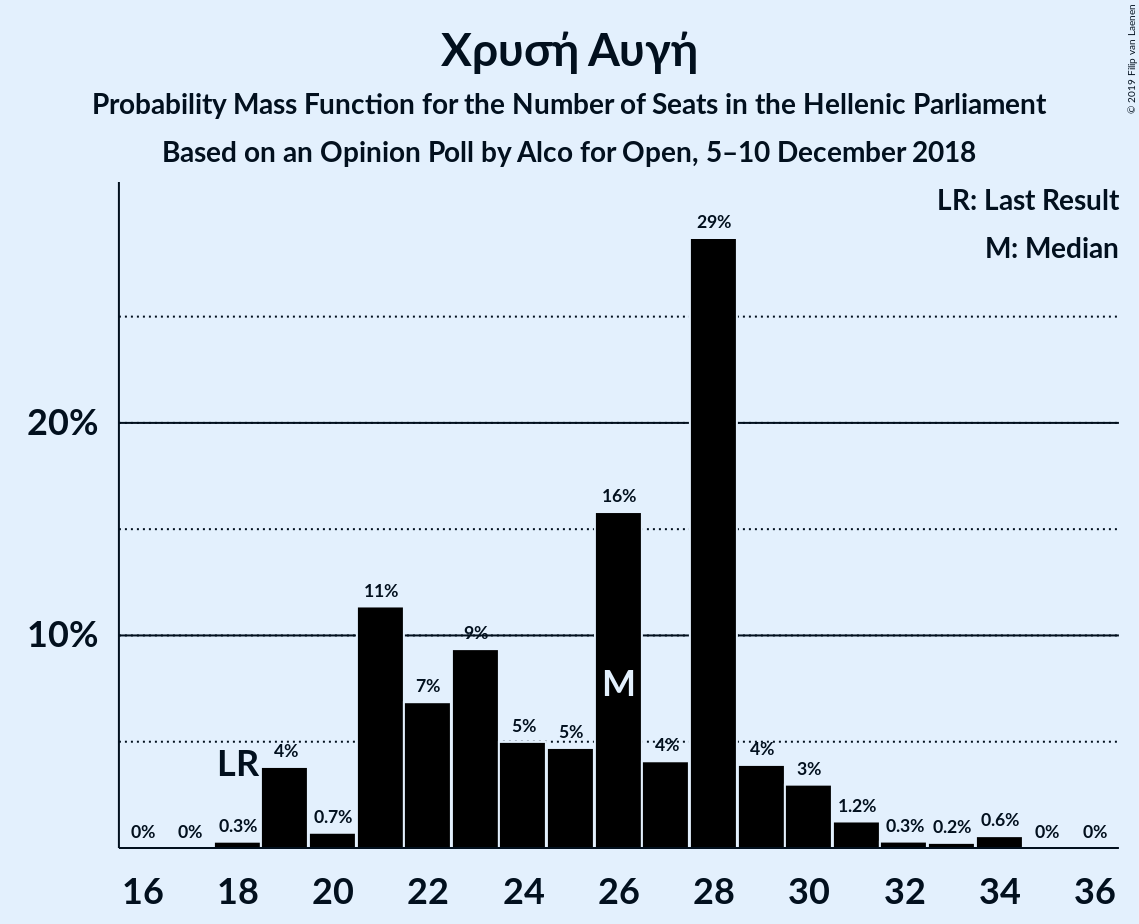 Χρυσή Αυγή
Probability Mass Function for the Number of Seats in the Hellenic Parliament
Based on an Opinion Poll by Alco for Open, 5–10 December 2018
© 2019 Filip van Laenen
LR: Last Result
M: Median
29%
20%
16%
11%
10%
9%
M
7%
5%
5%
4%
4%
4%
LR
3%
1.2%
0.7%
0.6%
0%
0%
0.3%
0.3%
0.2%
0%
0%
16 18 20 22 24 26 28 30 32 34 36